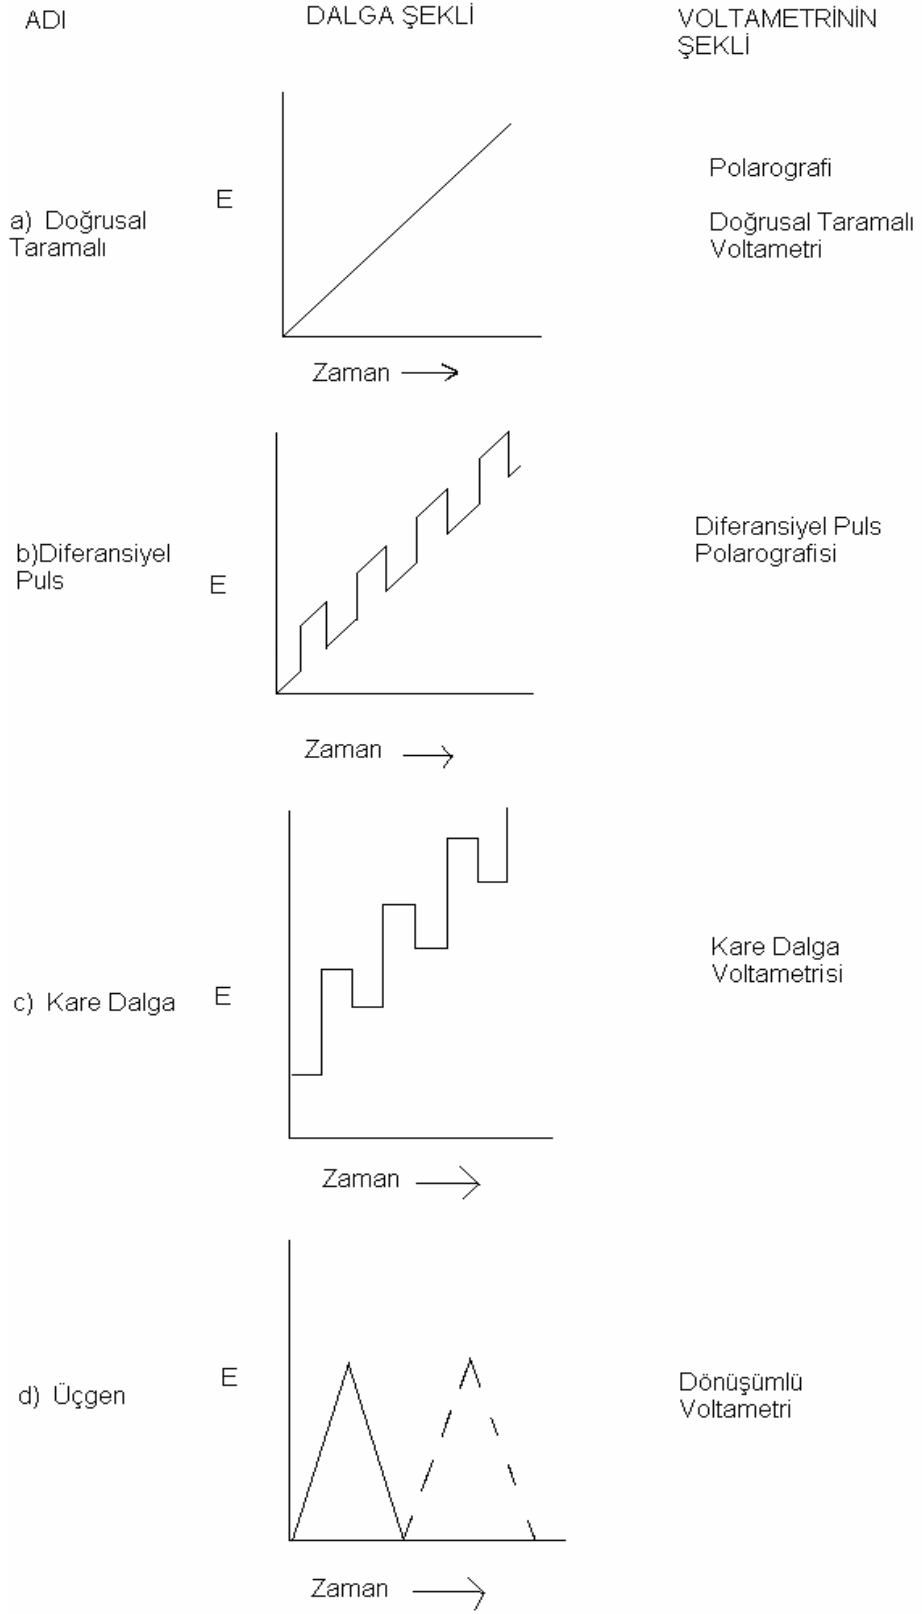 ADI
DALGA ŞEKLİ
VOLTAMETRİNİN
ŞEKLİ
a) Doğrusal
Taramalı
E
Zaman
Polarografi
Doğrusal Taramalı
Voltametri
b)Diferansiyel
Puls
E
Zaman
Diferansiyel Puls
Polarografisi
c) Kare Dalga
E
Zaman
Kare Dalga
Voltametrisi
d) Üçgen
E
Zaman
Dönüşümlü
Voltametri